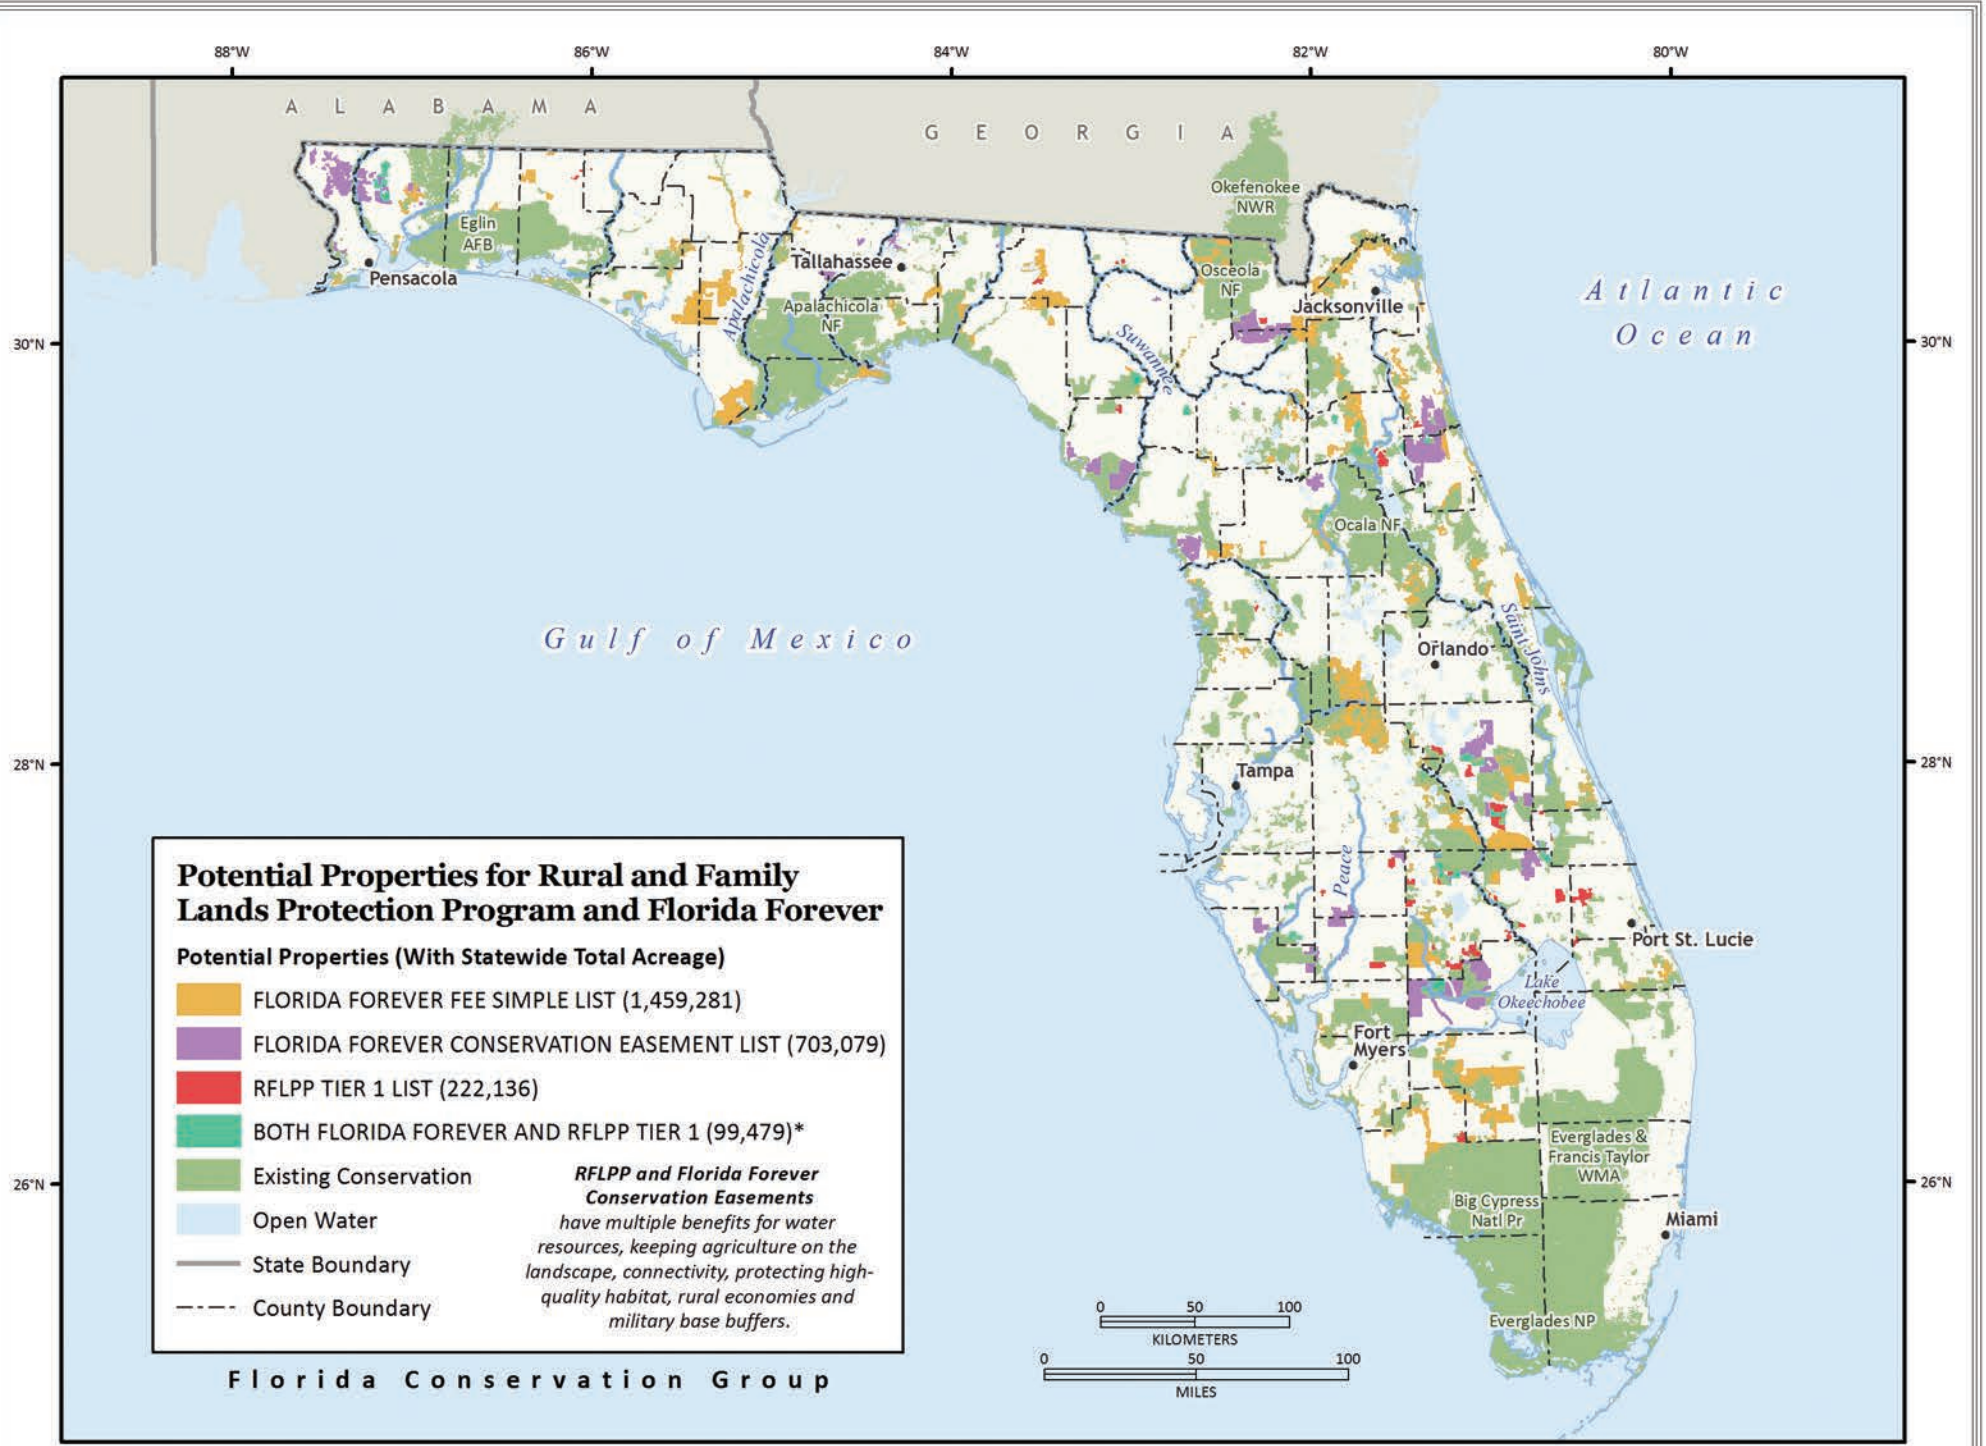 88°W 86°W 84°W 82°W 80°W
A L A B A M A
G E O R G I A
Okefenokee
NWR
Eglin
AFB
Pensacola
Apalachicola
Tallahassee
Apalachicola
NF
Osceola
NF
Jacksonville
Suwannee
Atlantic
Ocean
30°N 30°N
Ocala NF
Gulf of Mexico
Saint Johns
Orlando
28°N 28°N
Tampa
Peace
Port St. Lucie
Lake
Okeechobee
Fort
Myers
Everglades &
Francis Taylor
WMA
26°N 26°N
Big Cypress
Natl Pr
Miami
Everglades NP
Potential Properties for Rural and Family
Lands Protection Program and Florida Forever
Potential Properties (With Statewide Total Acreage)
FLORIDA FOREVER FEE SIMPLE LIST (1,459,281)
FLORIDA FOREVER CONSERVATION EASEMENT LIST (703,079)
RFLPP TIER 1 LIST (222,136)
BOTH FLORIDA FOREVER AND RFLPP TIER 1 (99,479)*
Existing Conservation
Open Water
State Boundary
County Boundary
RFLPP and Florida Forever
Conservation Easements
have multiple benefits for water
resources, keeping agriculture on the
landscape, connectivity, protecting high-
quality habitat, rural economies and
military base buffers.
0 50 100
KILOMETERS
0 50 100
MILES
Florida Conservation Group